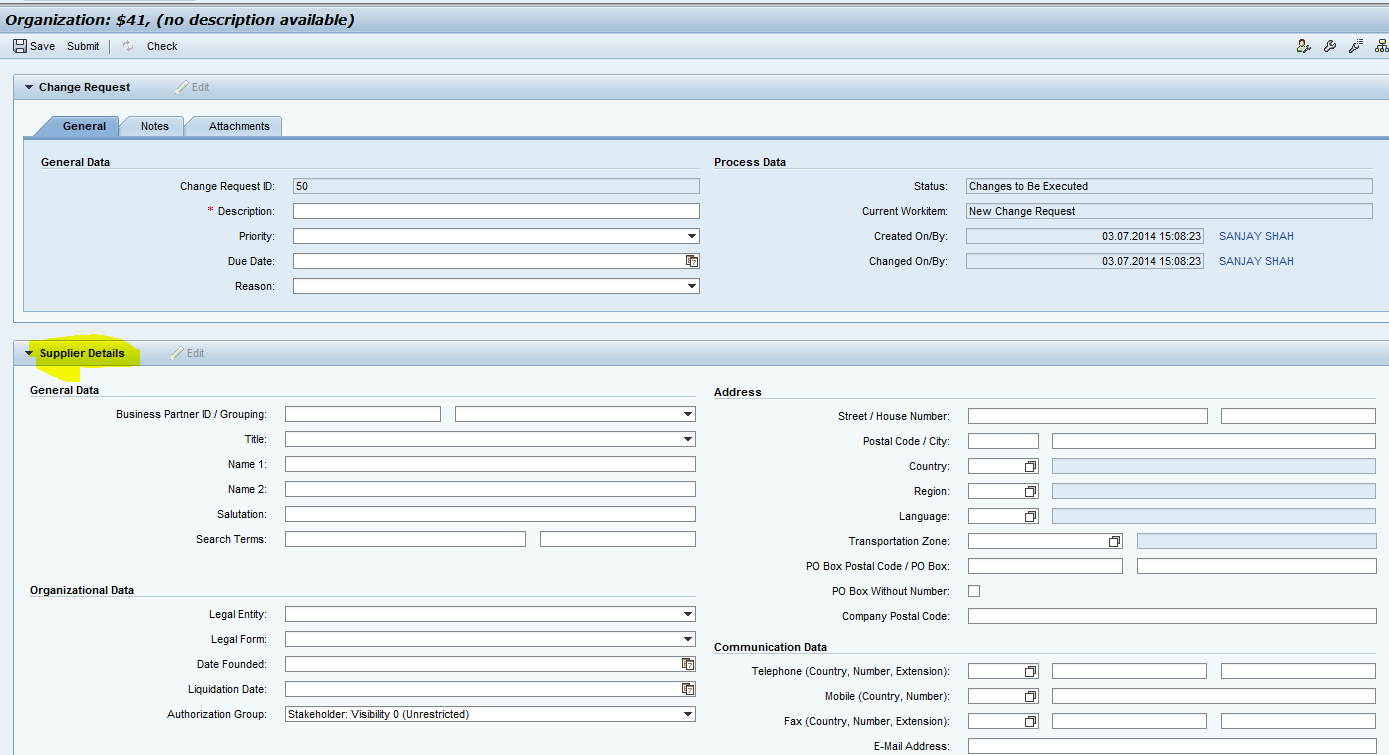 Organization: $41, (no description available)
Save Submit Check
Change Request Edit
General Notes Attachments
General Data
Change Request ID: 50
* Description:
Priority:
Due Date:
Reason:
Process Data
Status: Changes to Be Executed
Current Workitem: New Change Request
Created On/By: 03.07.2014 15:08:23 SANJAY SHAH
Changed On/By: 03.07.2014 15:08:23 SANJAY SHAH
Supplier Details Edit
General Data
Business Partner ID / Grouping:
Title:
Name 1:
Name 2:
Salutation:
Search Terms:
Organizational Data
Legal Entity:
Legal Form:
Date Founded:
Liquidation Date:
Authorization Group: Stakeholder: Visibility 0 (Unrestricted)
Address
Street / House Number:
Postal Code / City:
Country:
Region:
Language:
Transportation Zone:
PO Box Postal Code / PO Box:
PO Box Without Number:
Company Postal Code:
Communication Data
Telephone (Country, Number, Extension):
Mobile (Country, Number):
Fax (Country, Number, Extension):
E-Mail Address: